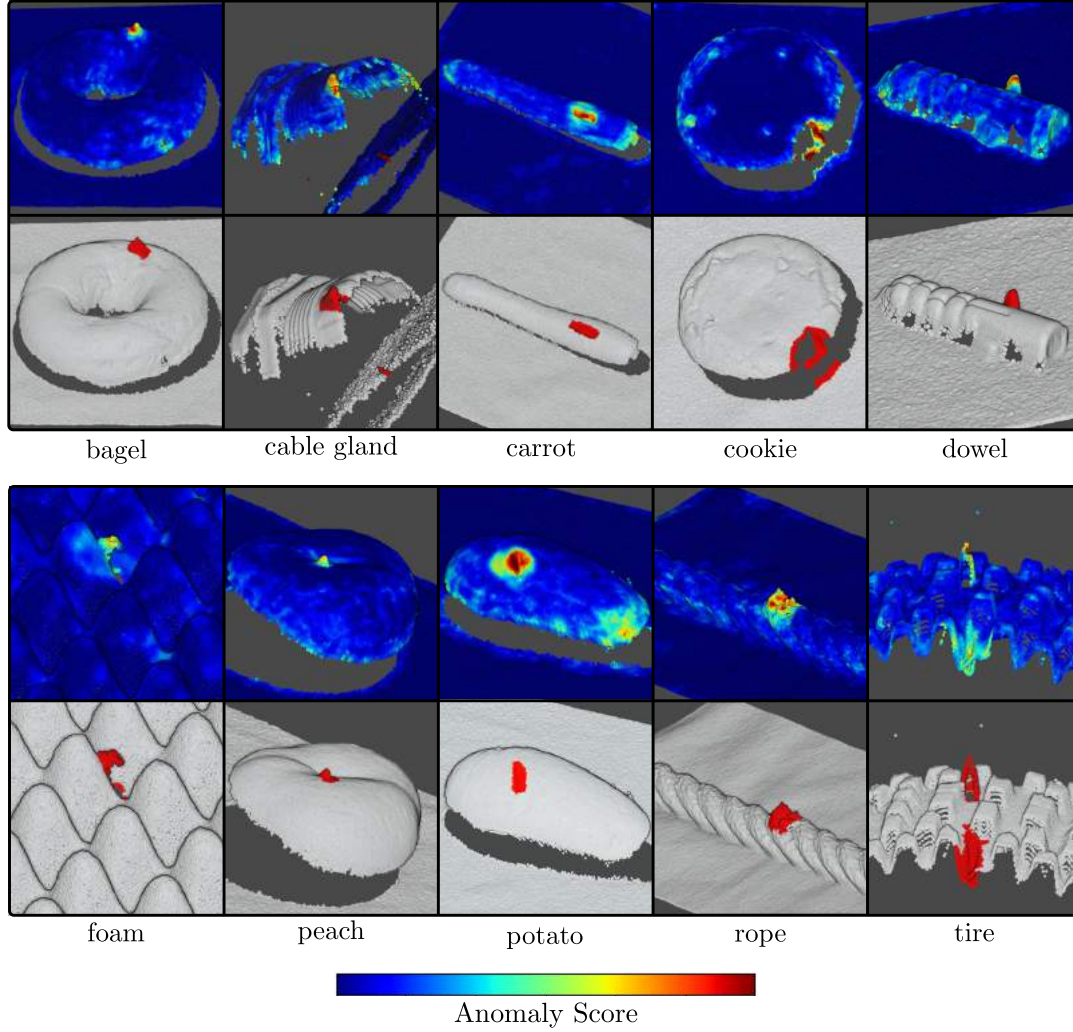 bagel
cable gland
carrot
cookie
dowel
foam
peach
potato
rope
tire
Anomaly Score